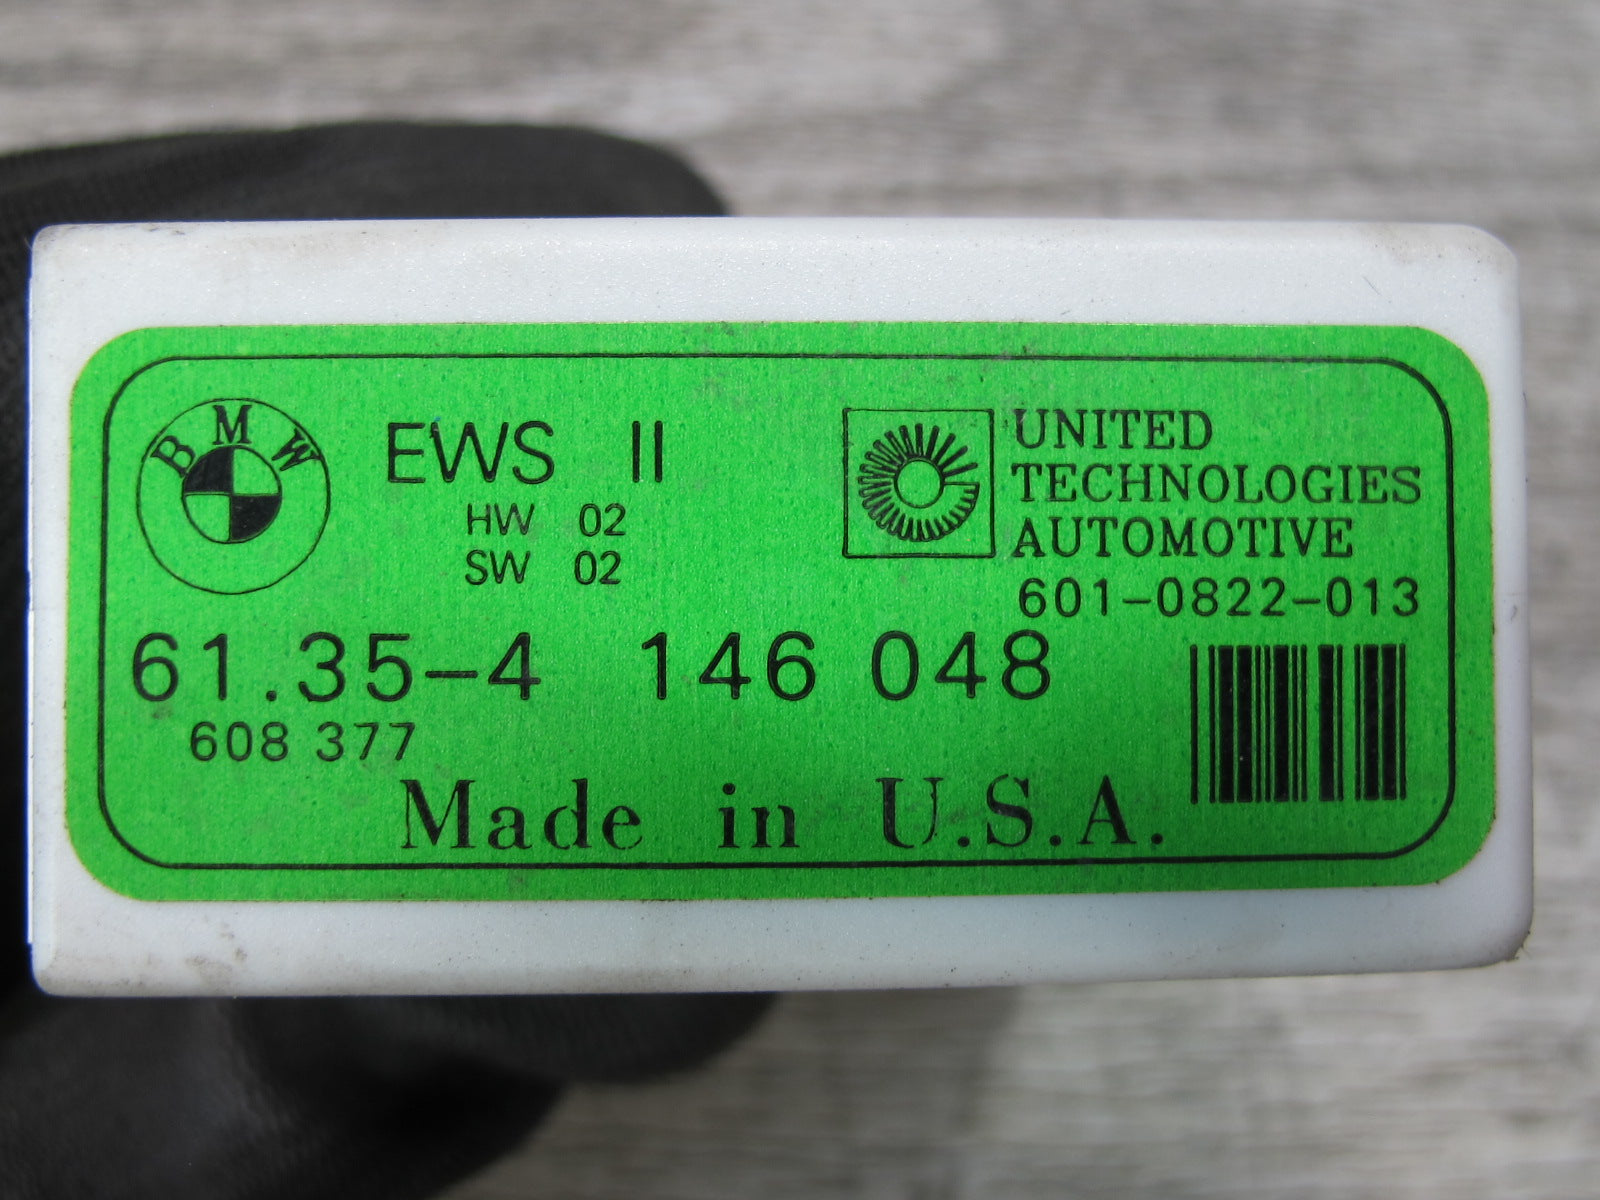 BMW
EWS II
HW 02
SW 02
UNITED
TECHNOLOGIES
AUTOMOTIVE
601-0822-013
61.35-4 146 048
608 377
Made in U.S.A.